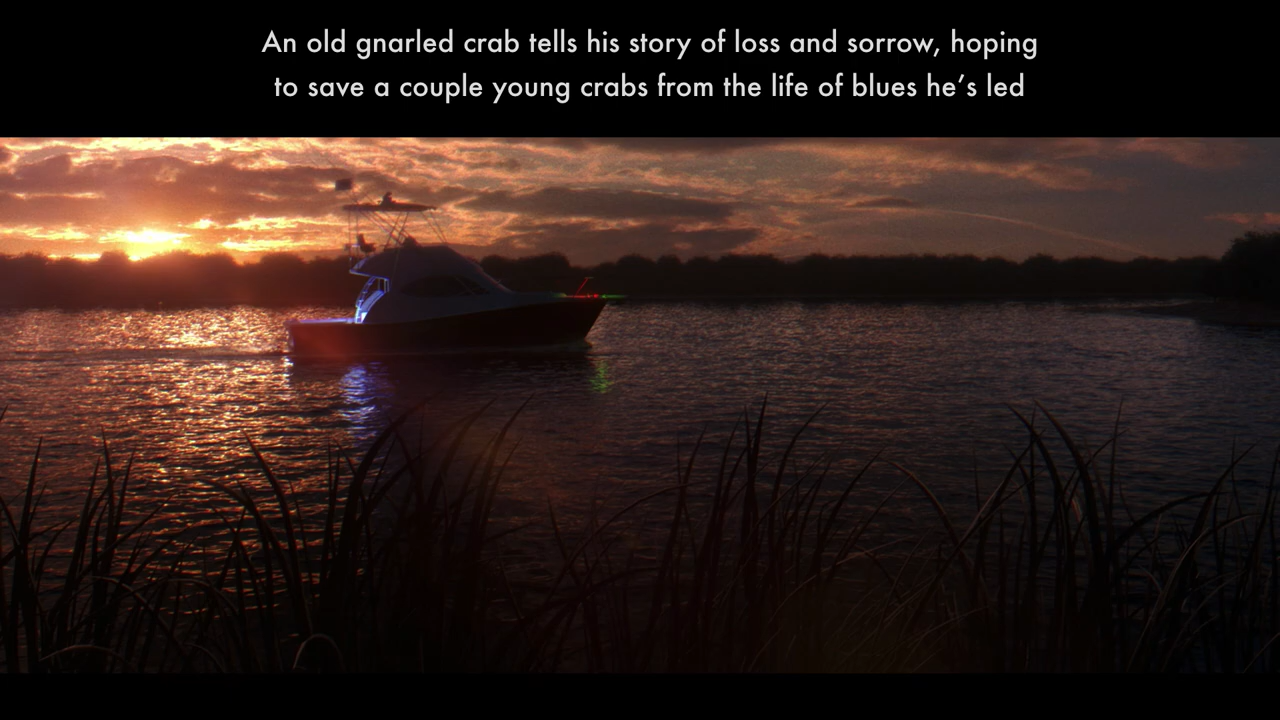 An old gnarled crab tells his story of loss and sorrow, hoping
to save a couple young crabs from the life of blues he’s led